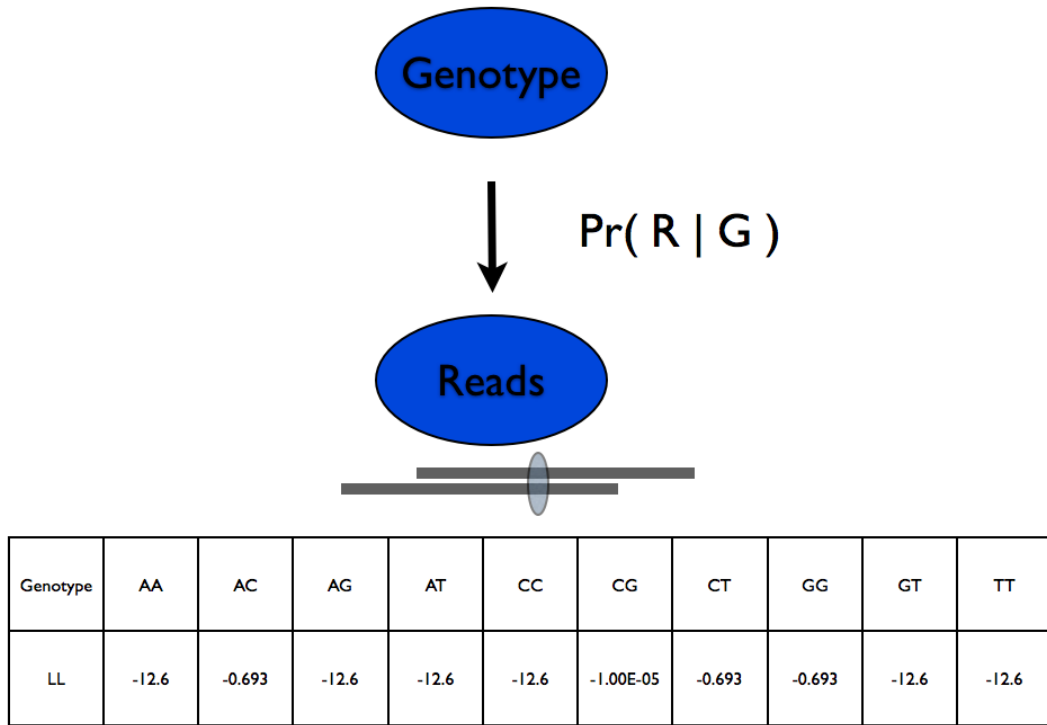 Genotype
Pr( R | G )
Reads
Genotype AA AC AG AT CC CG CT GG GT TT
LL -12.6 -0.693 -12.6 -12.6 -12.6 -1.00E-05 -0.693 -0.693 -12.6 -12.6